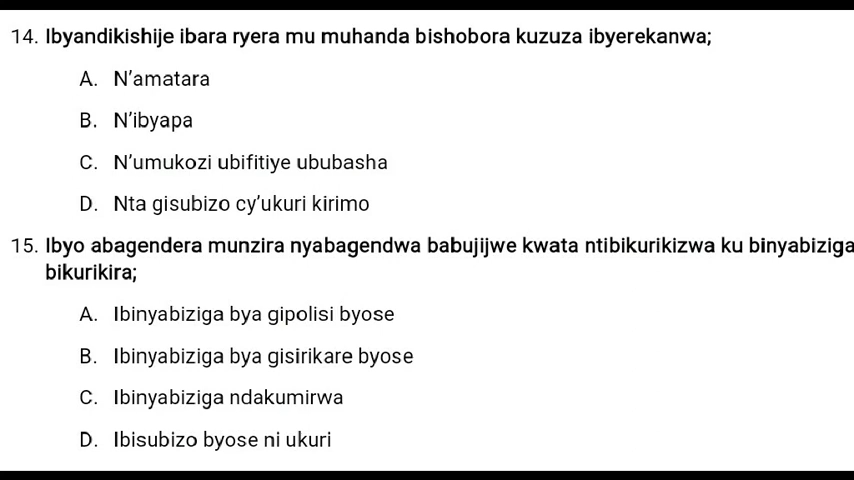 14. Ibyandikishije ibara ryera mu muhanda bishobora kuzuza ibyerekanwa;
A. N'amatara
B. N'ibyapa
C. N'umukozi ubifitiye ububasha
D. Nta gisubizo cy'ukuri kirimo
15. Ibyo abagendera munzira nyabagendwa babujijwe kwata ntibikurikizwa ku binyabiziga
bikurikira;
A. Ibinyabiziga bya gipolisi byose
B. Ibinyabiziga bya gisirikare byose
C. Ibinyabiziga ndakumirwa
D. Ibisubizo byose ni ukuri